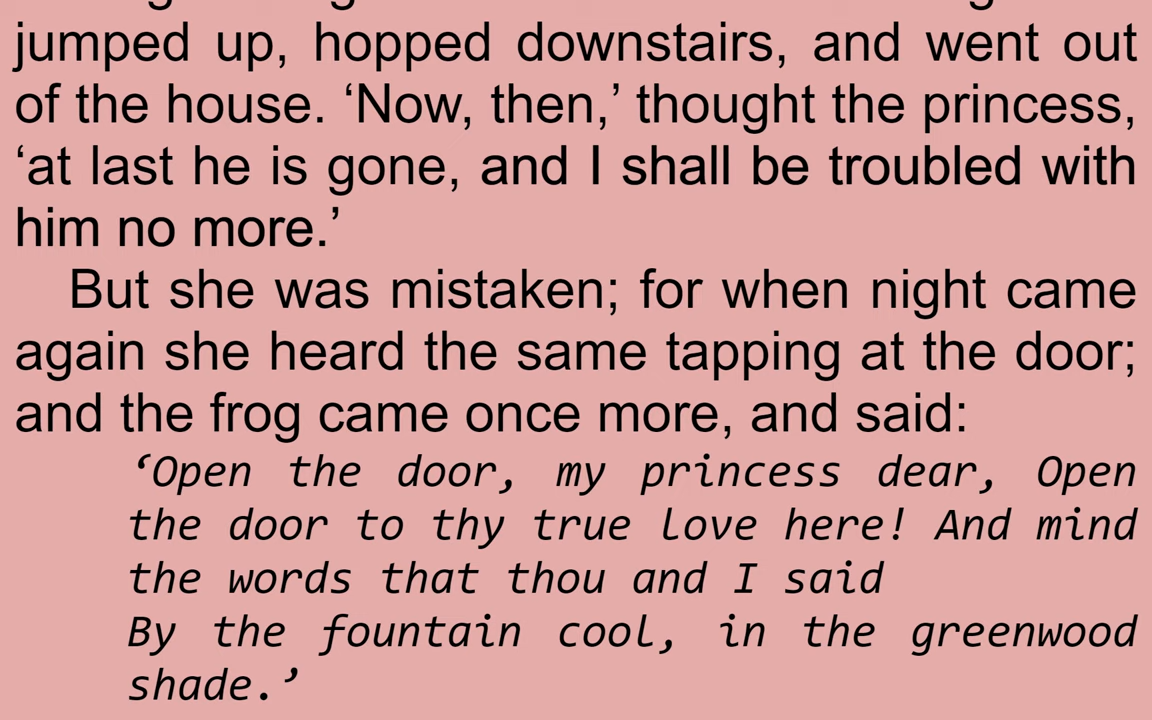 jumped up, hopped downstairs, and went out
of the house. ‘Now, then,’ thought the princess,
‘at last he is gone, and I shall be troubled with
him no more.’
But she was mistaken; for when night came
again she heard the same tapping at the door;
and the frog came once more, and said:
‘Open the door, my princess dear, Open
the door to thy true love here! And mind
the words that thou and I said
By the fountain cool, in the greenwood
shade.’